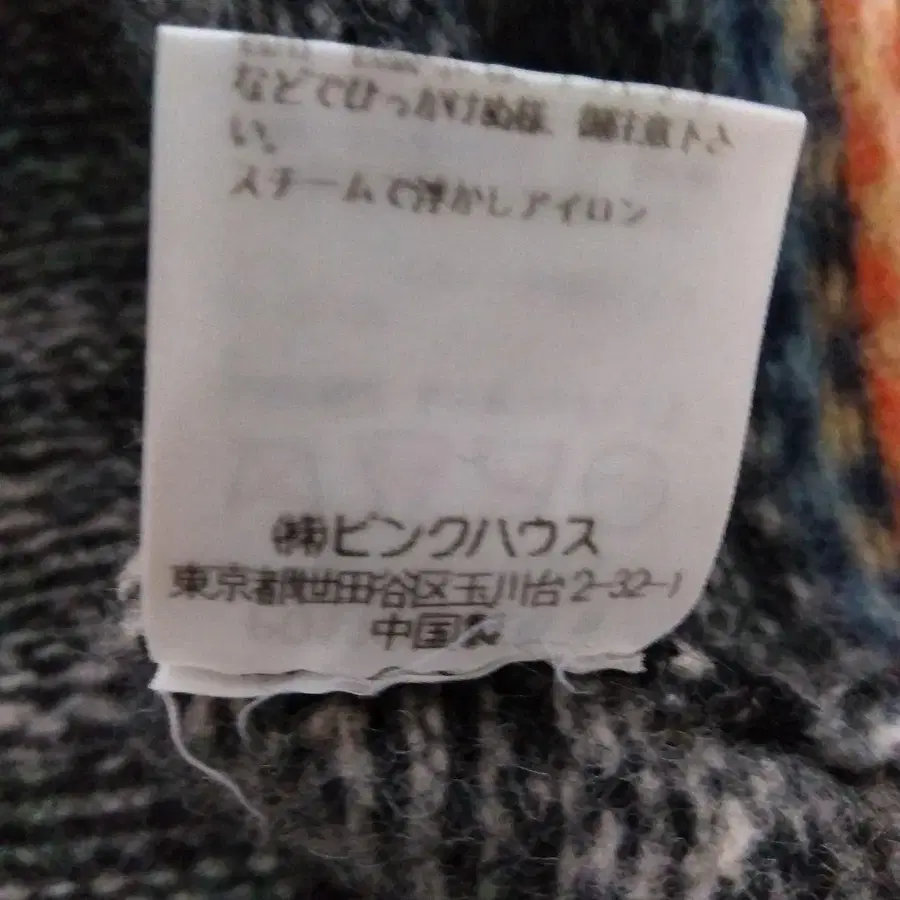 などでひっかけぬ様、御注意下さ
い。
スチームで浮かしアイロン
㈱ピンクハウス
東京都世田谷区玉川台2-32-1
中国製